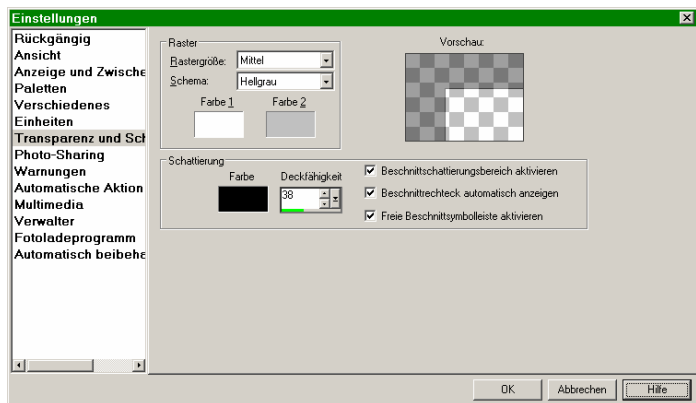 Einstellungen
Rückgängig
Ansicht
Anzeige und Zwische
Paletten
Verschiedenes
Einheiten
Transparenz und Sch
Photo-Sharing
Warnungen
Automatische Aktion
Multimedia
Verwalter
Fotoladeprogramm
Automatisch beibeha
Raster
Rastergröße: Mittel
Schema: Hellgrau
Farbe 1 Farbe 2
Vorschau:
Schattierung
Farbe Deckfähigkeit
38
Beschnittschattierungsbereich aktivieren
Beschnittrechteck automatisch anzeigen
Freie Beschnittsymbolleiste aktivieren
OK Abbrechen Hilfe